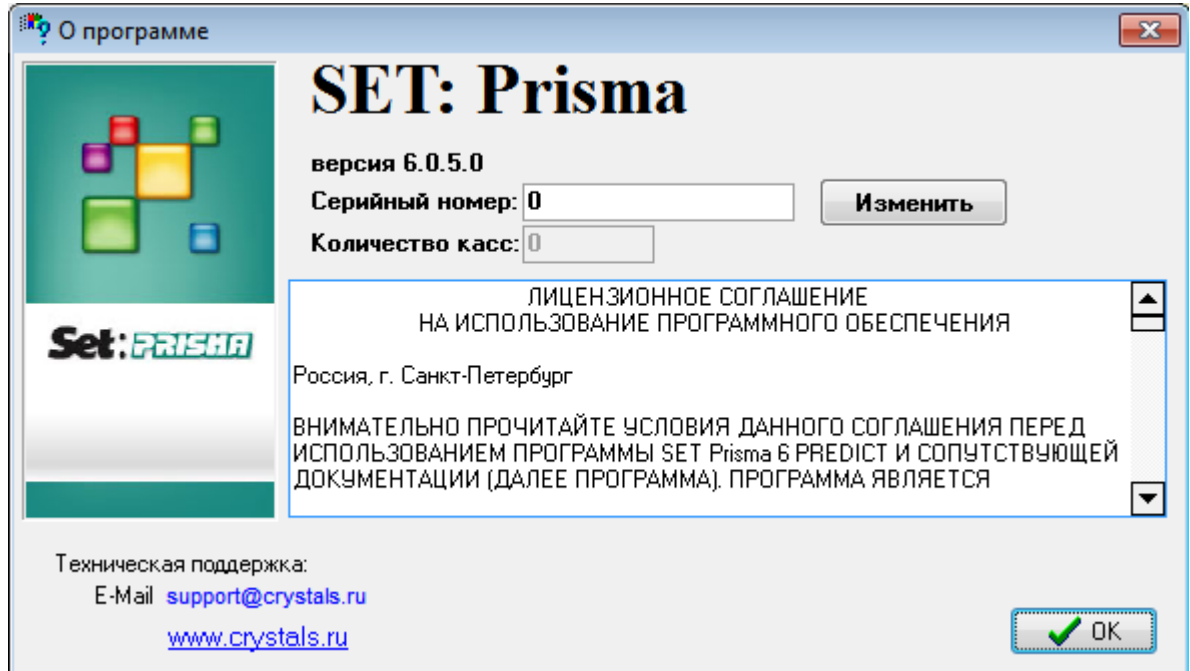 О программе
SET: Prisma
версия 6.0.5.0
Серийный номер: 0
Изменить
Количество касс: 0
Set: PRISMA
ЛИЦЕНЗИОННОЕ СОГЛАШЕНИЕ
НА ИСПОЛЬЗОВАНИЕ ПРОГРАММНОГО ОБЕСПЕЧЕНИЯ
Россия, г. Санкт-Петербург
ВНИМАТЕЛЬНО ПРОЧИТАЙТЕ УСЛОВИЯ ДАННОГО СОГЛАШЕНИЯ ПЕРЕД
ИСПОЛЬЗОВАНИЕМ ПРОГРАММЫ SET Prisma 6 PREDICT И СОПУТСТВУЮЩЕЙ
ДОКУМЕНТАЦИИ (ДАЛЕЕ ПРОГРАММА). ПРОГРАММА ЯВЛЯЕТСЯ
Техническая поддержка:
E-Mail support@crystals.ru
www.crystals.ru
OK